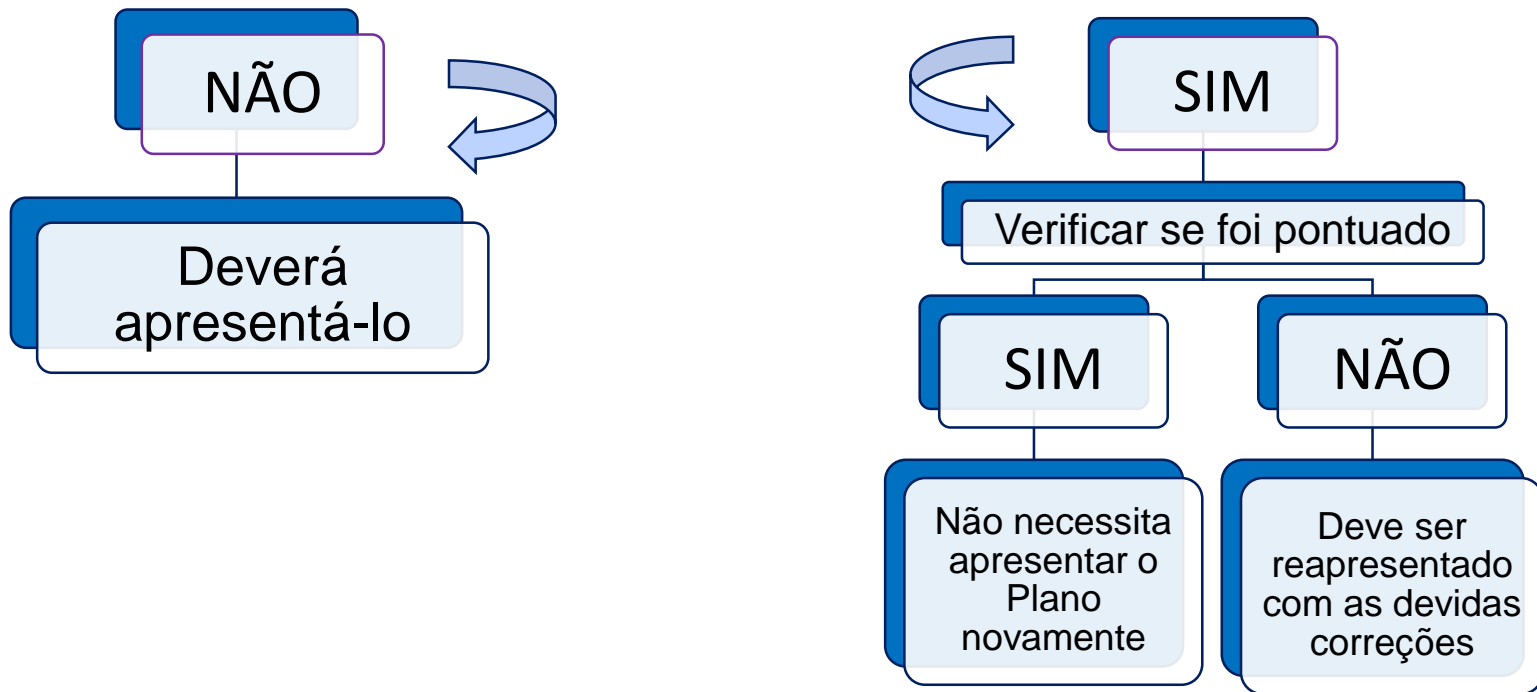 NÃO
Deverá
apresentá-lo
SIM
Verificar se foi pontuado
SIM
NÃO
Não necessita
apresentar o
Plano
novamente
Deve ser
reapresentado
com as devidas
correções